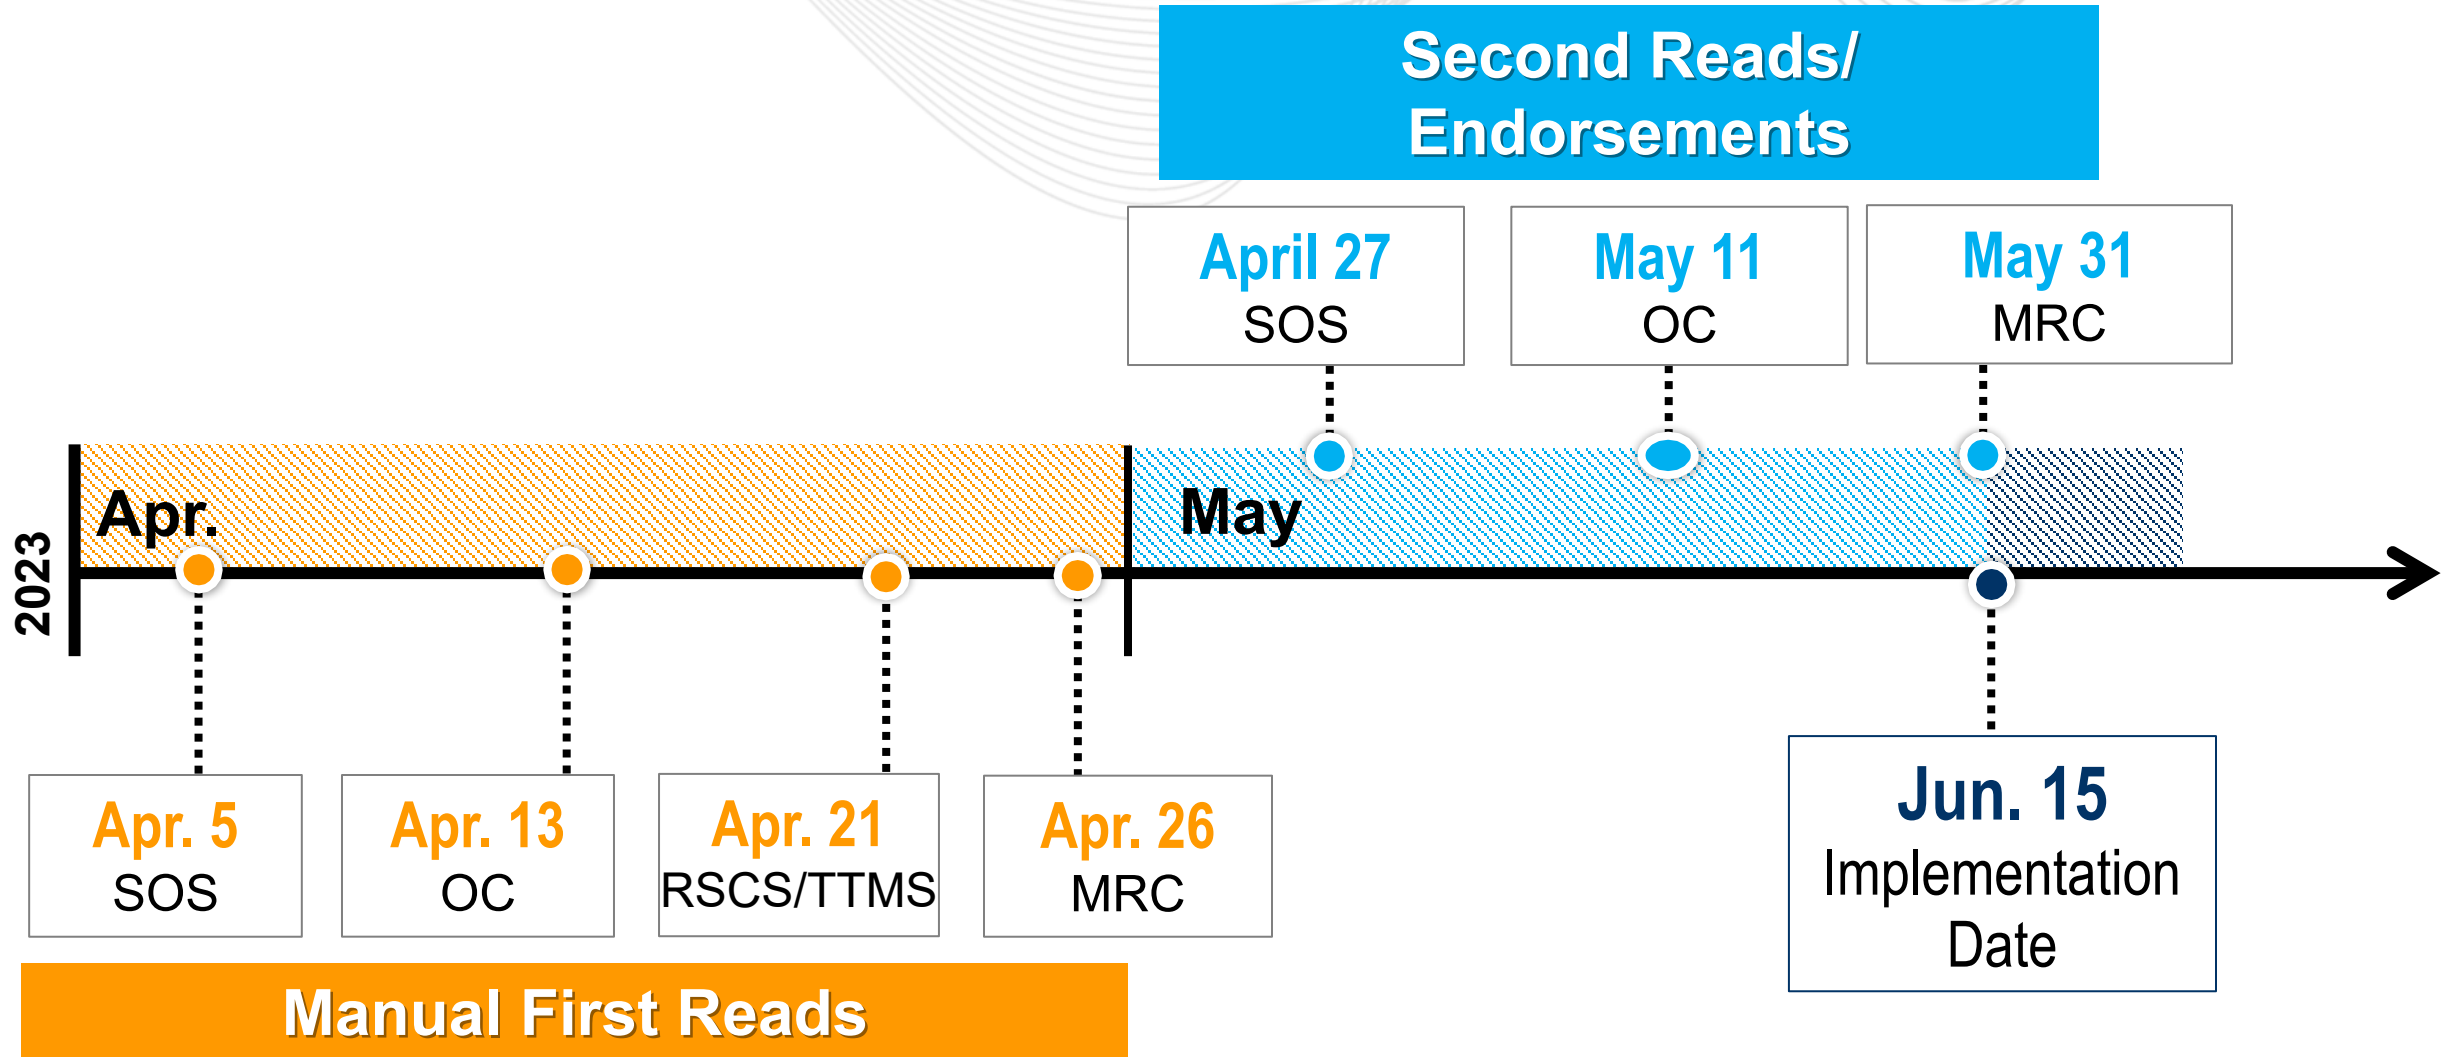 Second Reads/
Endorsements
April 27
SOS
May 11
OC
May 31
MRC
2023
Apr.
May
Apr. 5
SOS
Apr. 13
OC
Apr. 21
RSCS/TTMS
Apr. 26
MRC
Jun. 15
Implementation
Date
Manual First Reads